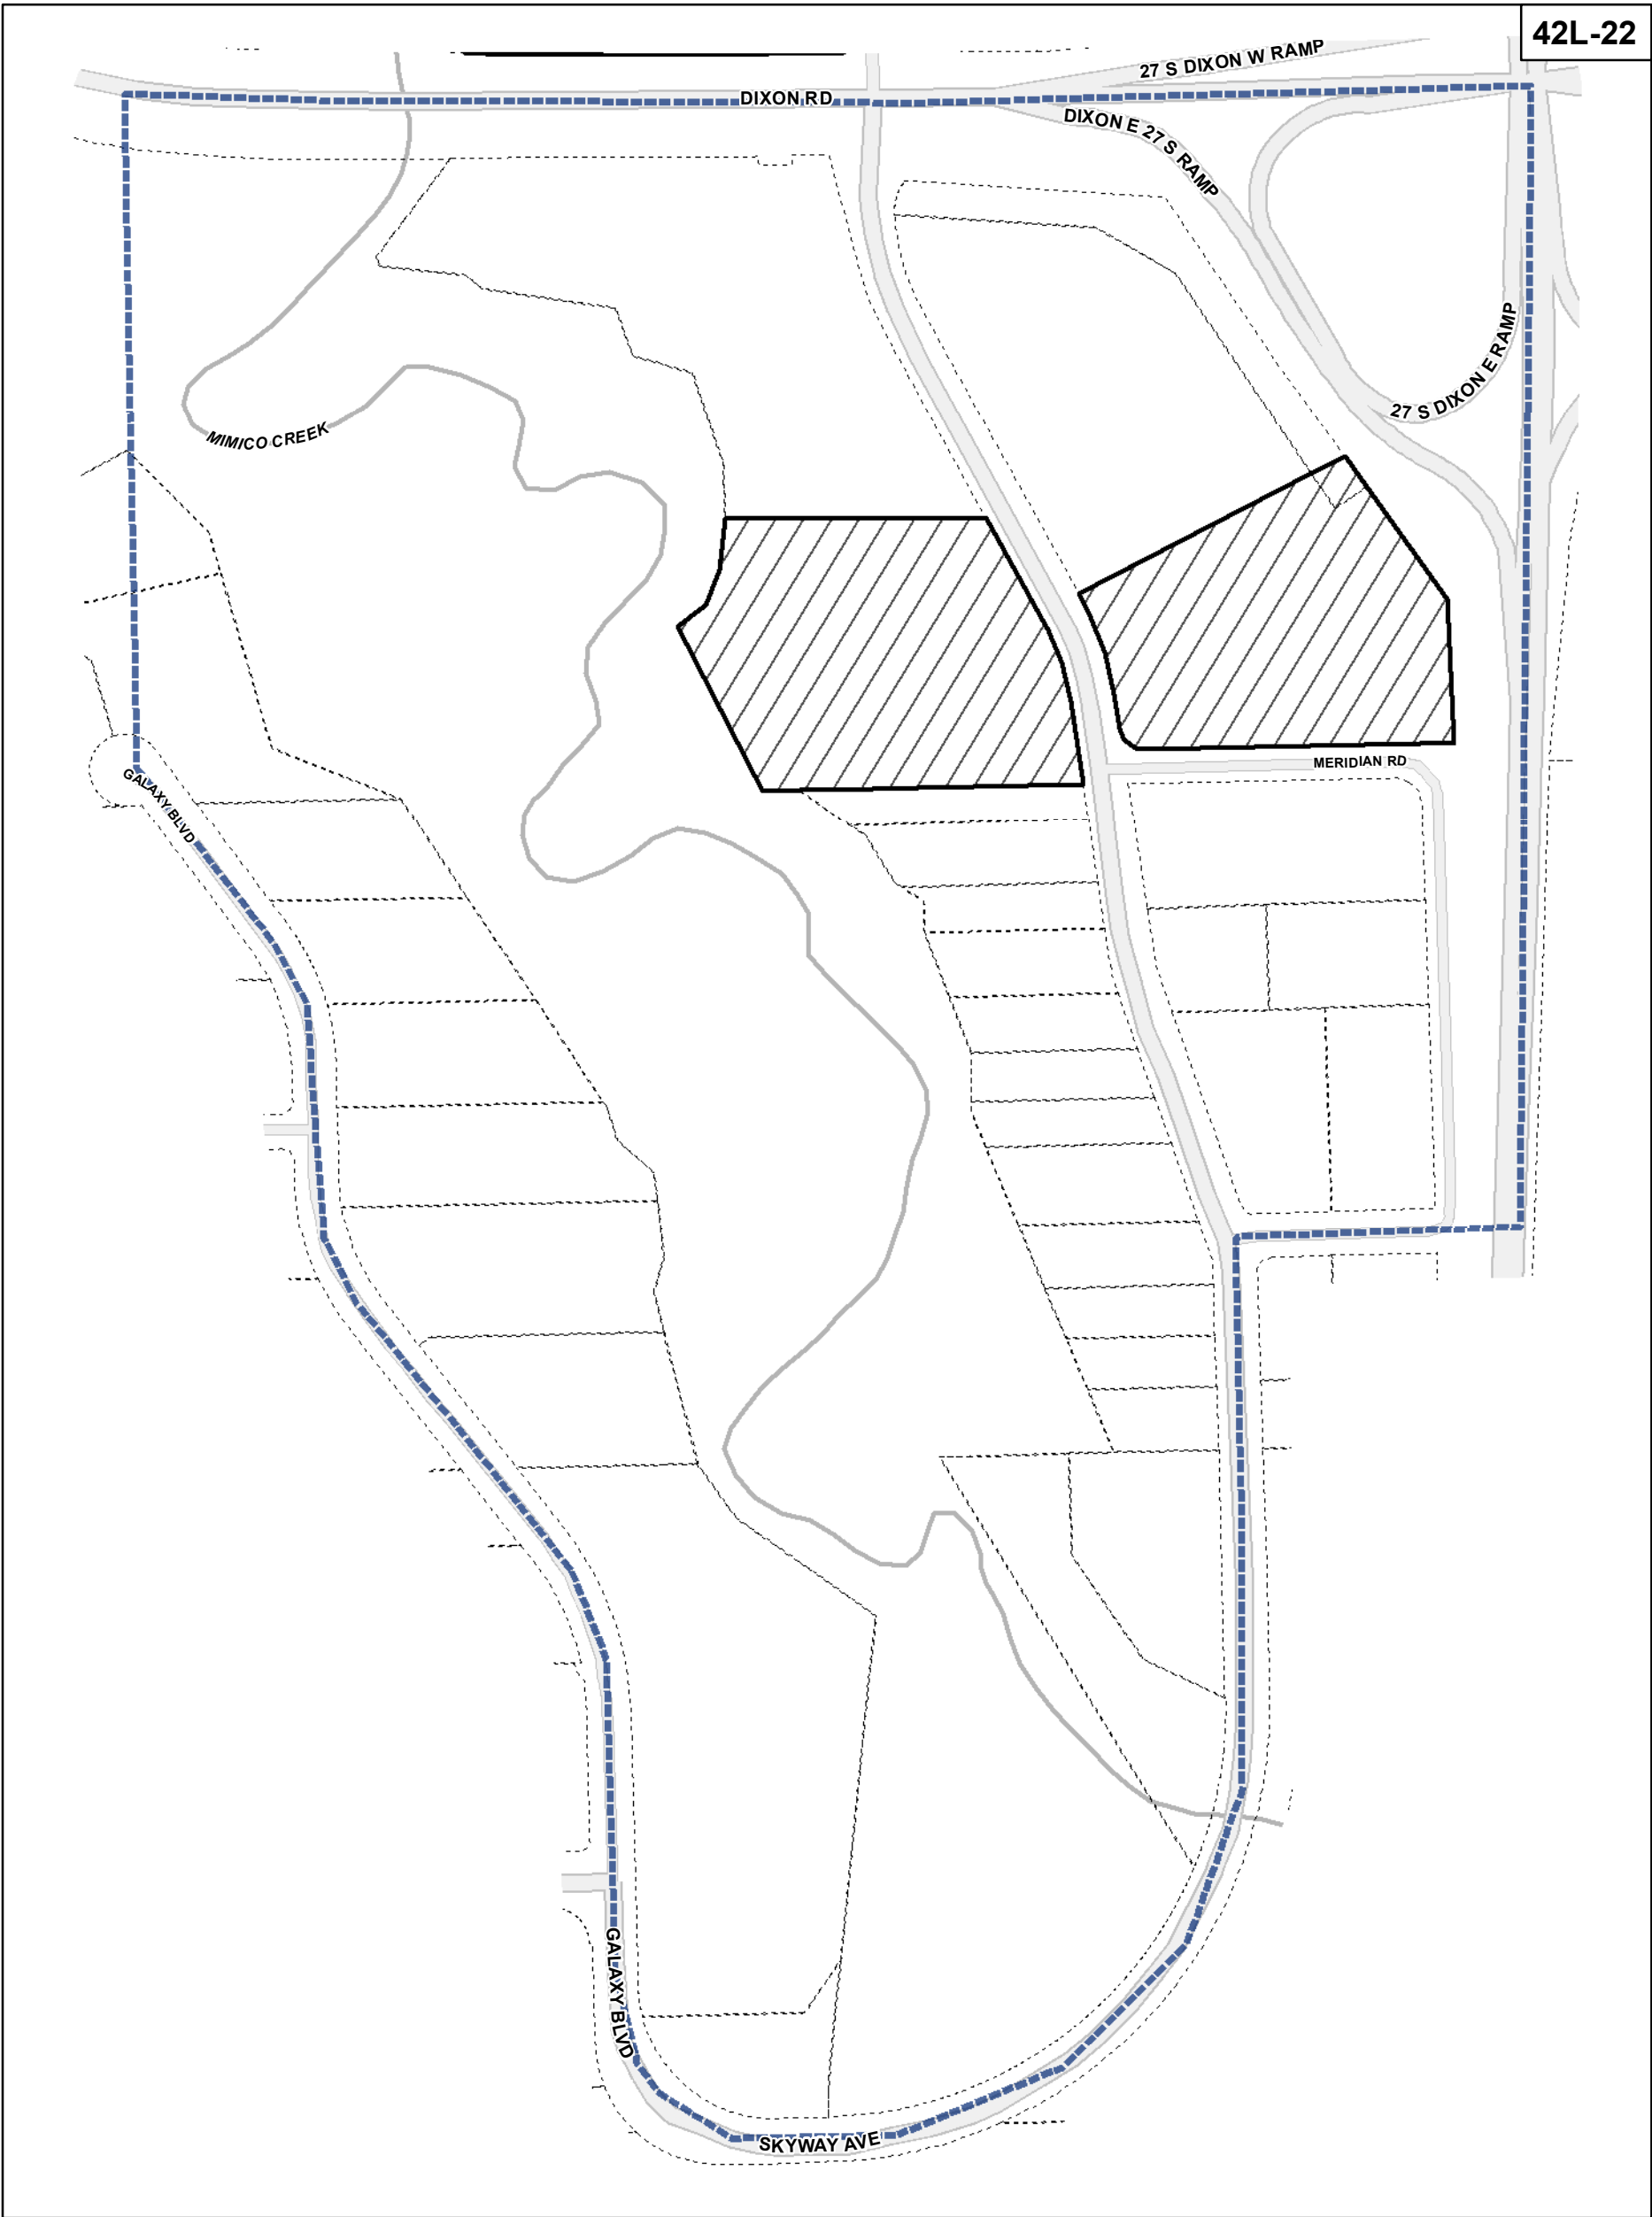 42L-22
27 S DIXON W RAMP
DIXON RD
DIXON E 27 S RAMP
27 S DIXON E RAMP
MIMICO CREEK
MERIDIAN RD
GALAXY BLVD
GALAXY BLVD
SKYWAY AVE